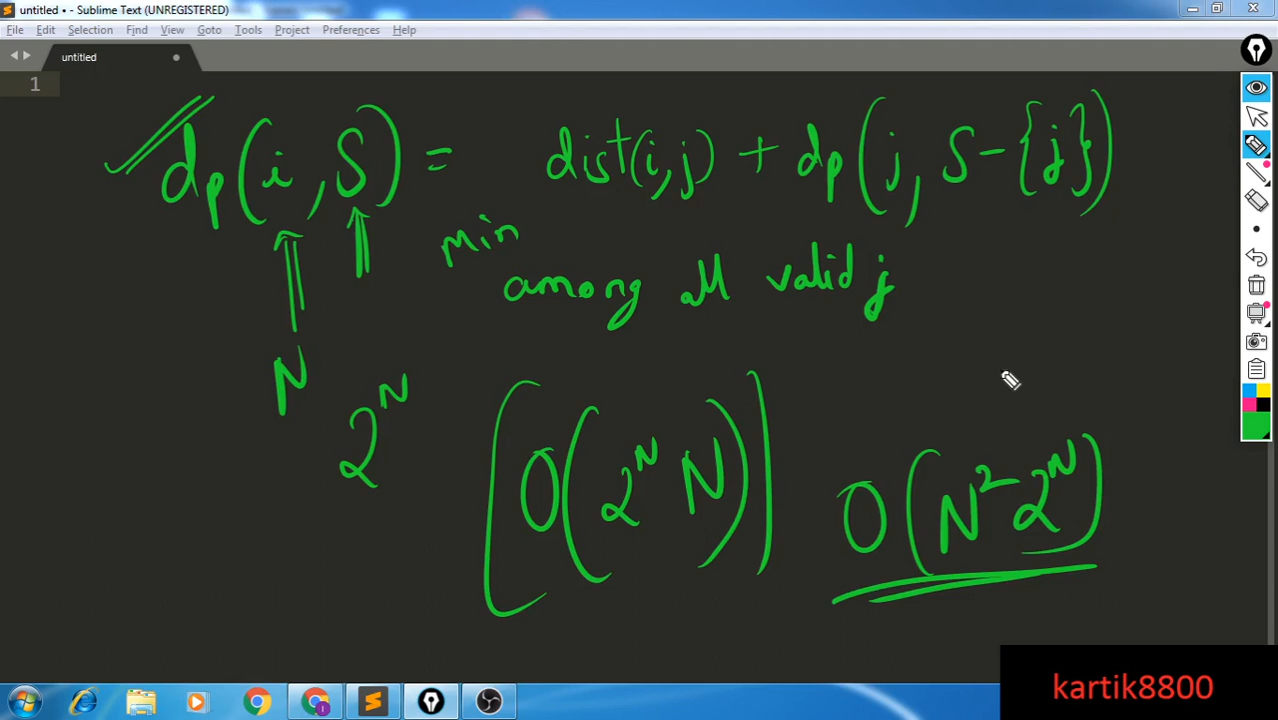 untitled • - Sublime Text (UNREGISTERED)
File Edit Selection Find View Goto Tools Project Preferences Help
untitled
1
dp(i, S) = dist(i,j) + dp(j, S-{j})
min
among all valid j
N
2^N
O(2^N N)
O(N^2 2^N)
kartik8800